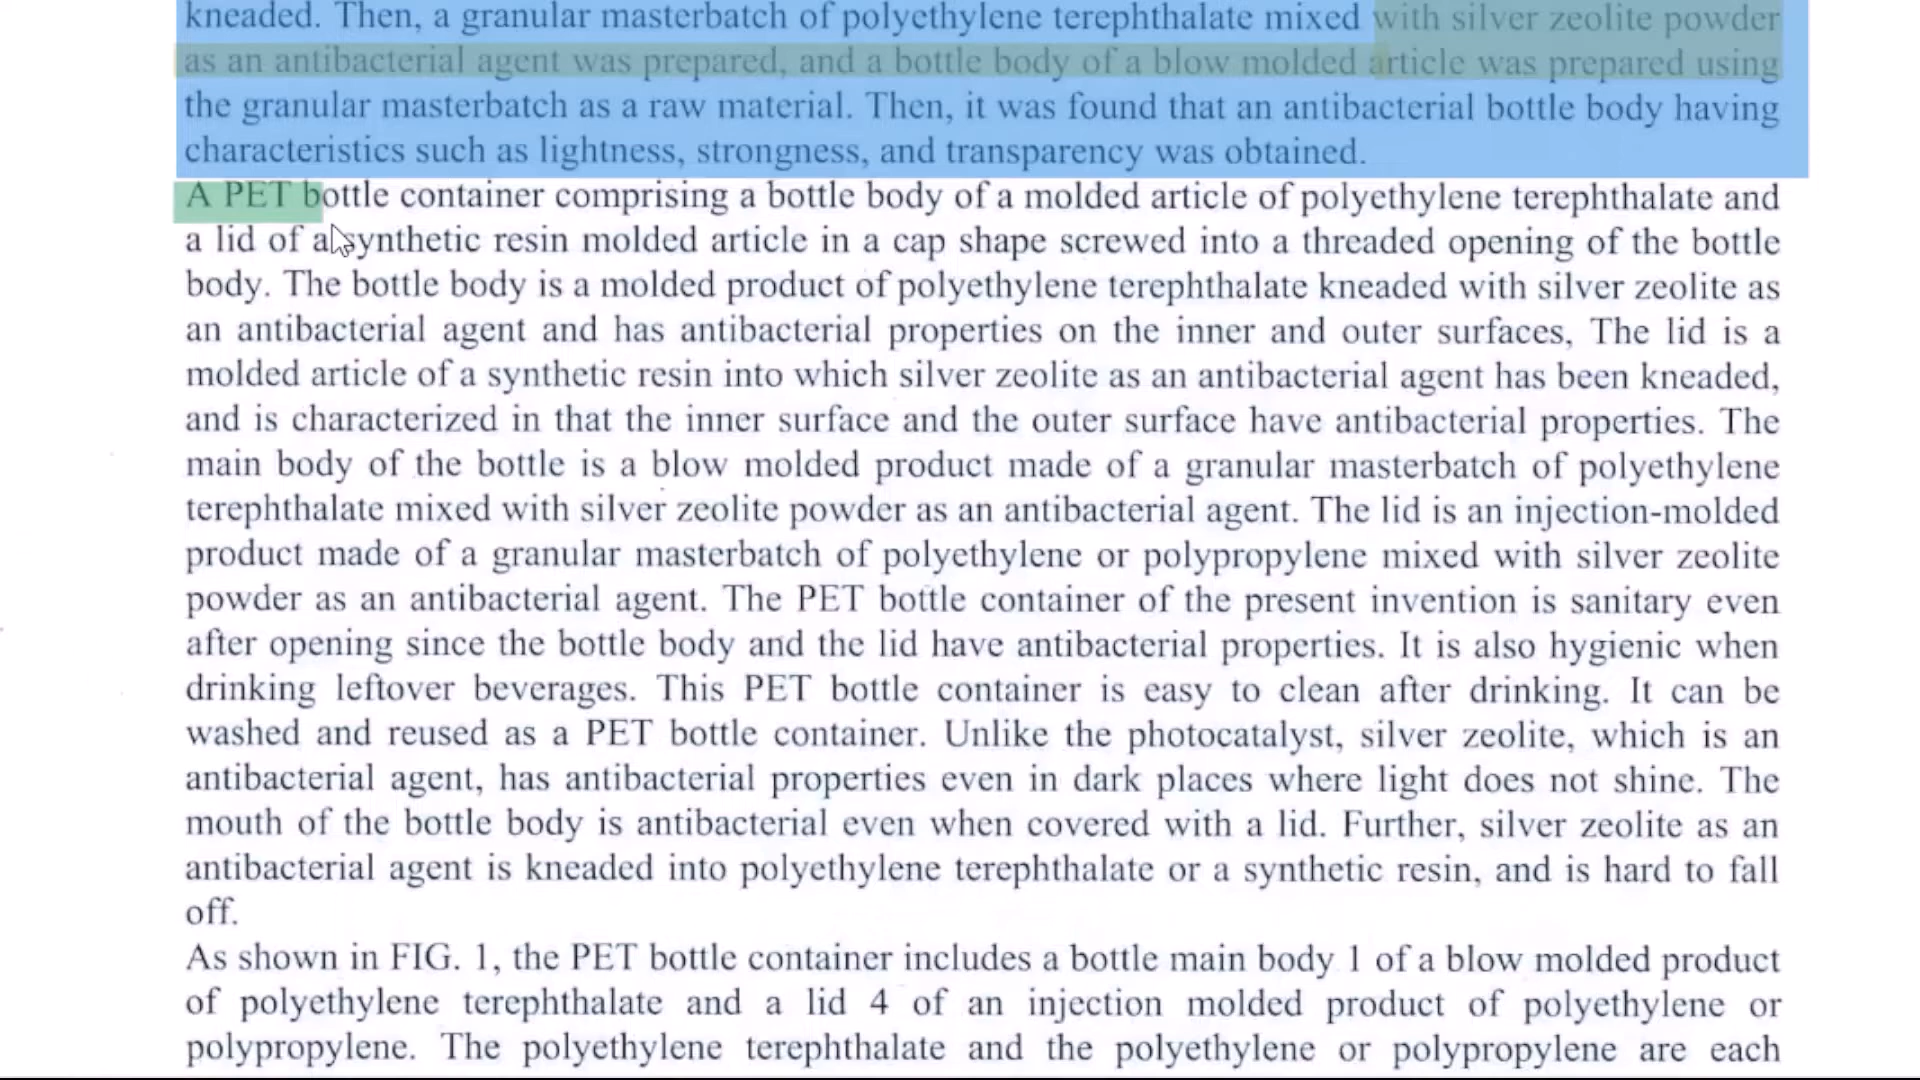 kneaded. Then, a granular masterbatch of polyethylene terephthalate mixed with silver zeolite powder
as an antibacterial agent was prepared, and a bottle body of a blow molded article was prepared using
the granular masterbatch as a raw material. Then, it was found that an antibacterial bottle body having
characteristics such as lightness, strongness, and transparency was obtained.
A PET bottle container comprising a bottle body of a molded article of polyethylene terephthalate and
a lid of a synthetic resin molded article in a cap shape screwed into a threaded opening of the bottle
body. The bottle body is a molded product of polyethylene terephthalate kneaded with silver zeolite as
an antibacterial agent and has antibacterial properties on the inner and outer surfaces, The lid is a
molded article of a synthetic resin into which silver zeolite as an antibacterial agent has been kneaded,
and is characterized in that the inner surface and the outer surface have antibacterial properties. The
main body of the bottle is a blow molded product made of a granular masterbatch of polyethylene
terephthalate mixed with silver zeolite powder as an antibacterial agent. The lid is an injection-molded
product made of a granular masterbatch of polyethylene or polypropylene mixed with silver zeolite
powder as an antibacterial agent. The PET bottle container of the present invention is sanitary even
after opening since the bottle body and the lid have antibacterial properties. It is also hygienic when
drinking leftover beverages. This PET bottle container is easy to clean after drinking. It can be
washed and reused as a PET bottle container. Unlike the photocatalyst, silver zeolite, which is an
antibacterial agent, has antibacterial properties even in dark places where light does not shine. The
mouth of the bottle body is antibacterial even when covered with a lid. Further, silver zeolite as an
antibacterial agent is kneaded into polyethylene terephthalate or a synthetic resin, and is hard to fall
off.
As shown in FIG. 1, the PET bottle container includes a bottle main body 1 of a blow molded product
of polyethylene terephthalate and a lid 4 of an injection molded product of polyethylene or
polypropylene. The polyethylene terephthalate and the polyethylene or polypropylene are each